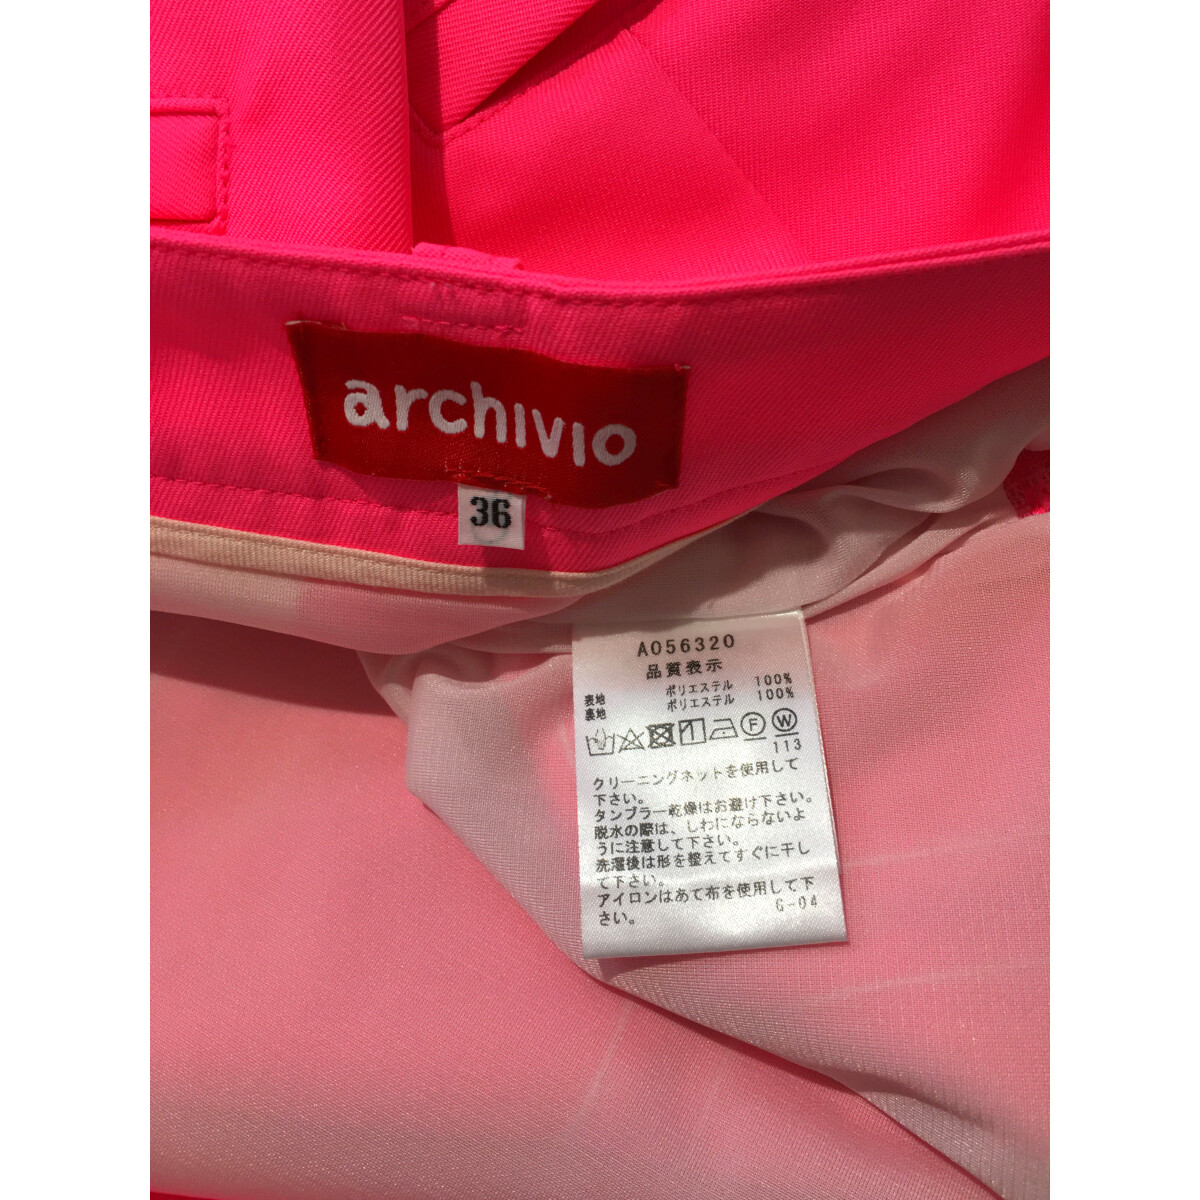 archivio
36
A056320
品質表示
表地 ポリエステル 100%
裏地 ポリエステル 100%
F W
113
クリーニングネットを使用して
下さい。
タンブラー乾燥はお避け下さい。
脱水の際は、しわにならないよ
うに注意して下さい。
洗濯後は形を整えてすぐに干し
て下さい。
アイロンはあて布を使用して下
さい。 G-04